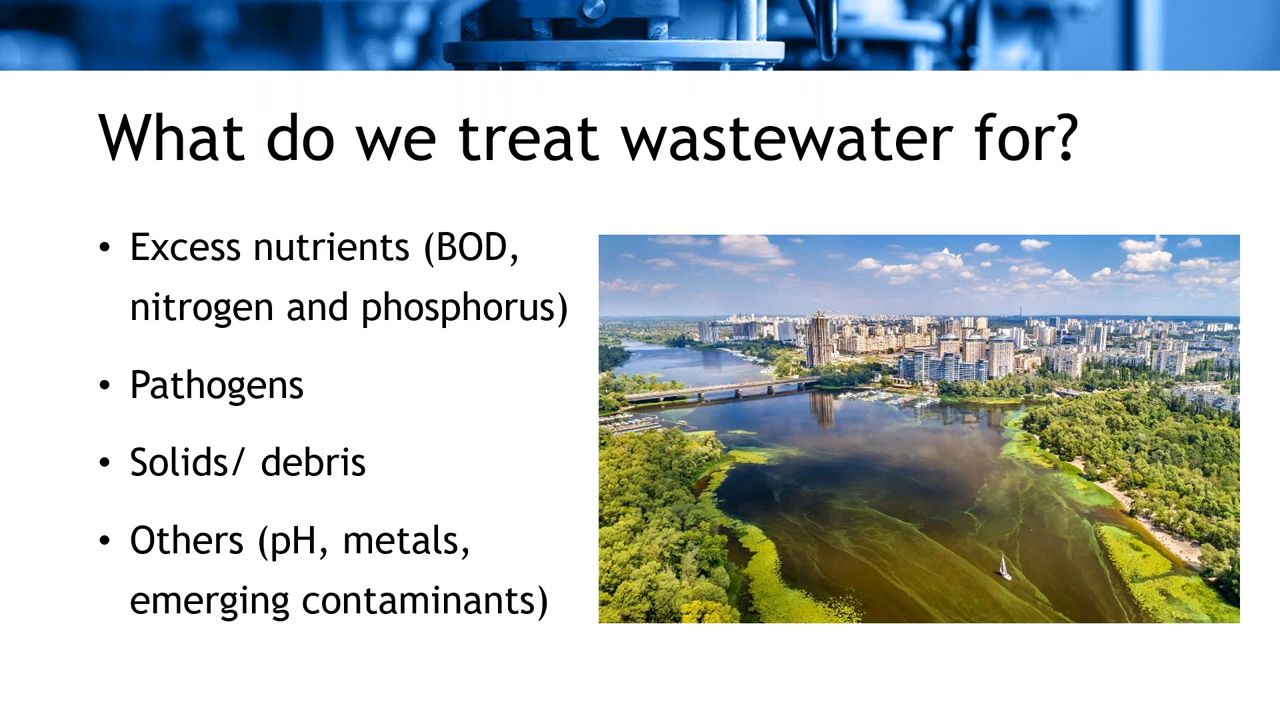 What do we treat wastewater for?
• Excess nutrients (BOD,
nitrogen and phosphorus)
• Pathogens
• Solids/ debris
• Others (pH, metals,
emerging contaminants)